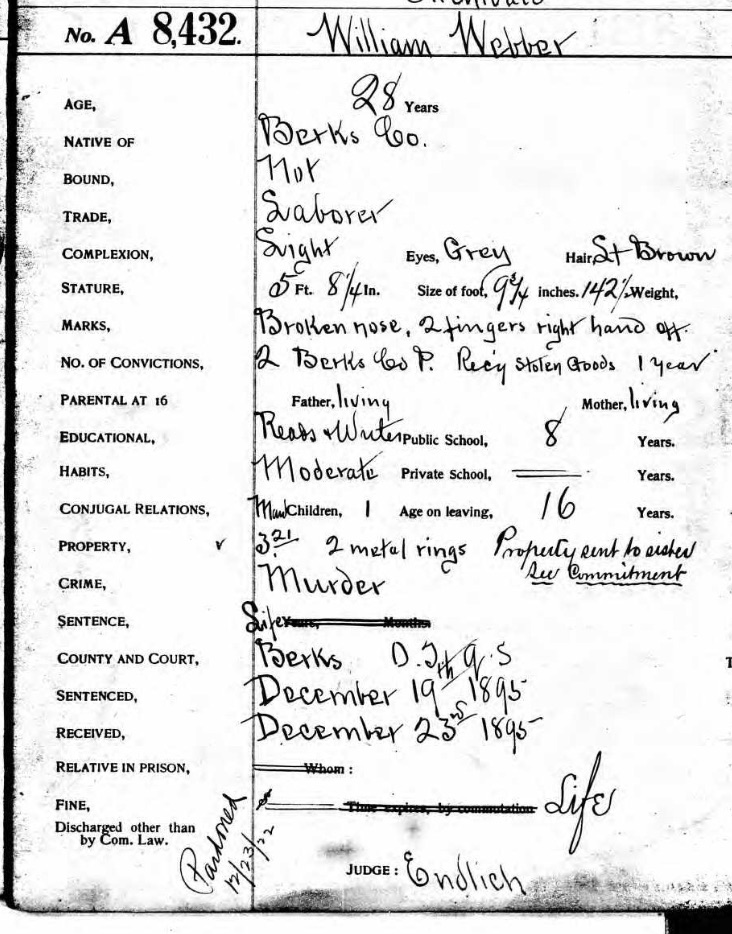 No. A 8,432. William Webber
AGE, 28 Years
NATIVE OF Berks Co.
BOUND, Not
TRADE, Laborer
COMPLEXION, Light Eyes, Grey Hair, Lt Brown
STATURE, 5 Ft. 8 1/4 In. Size of foot, 9 3/4 inches. 142 1/2 Weight,
MARKS, Broken nose, 2 fingers right hand off.
NO. OF CONVICTIONS, 2 Berks Co P. Rec'g Stolen Goods 1 year
PARENTAL AT 16 Father, living Mother, living
EDUCATIONAL, Reads & Writes Public School, 8 Years.
HABITS, Moderate Private School, Years.
CONJUGAL RELATIONS, Children, 1 Age on leaving, 16 Years.
PROPERTY, ✓ 3 21 2 metal rings Property sent to sister
See Commitment
CRIME, Murder
SENTENCE, Life Years, Months
COUNTY AND COURT, Berks Q. S
SENTENCED, December 19th 1895
RECEIVED, December 23rd 1895
RELATIVE IN PRISON, Whom :
FINE, $ Time expires, by commutation Life
Discharged other than
by Com. Law.
Pardoned
12/23/22
JUDGE : Endlich